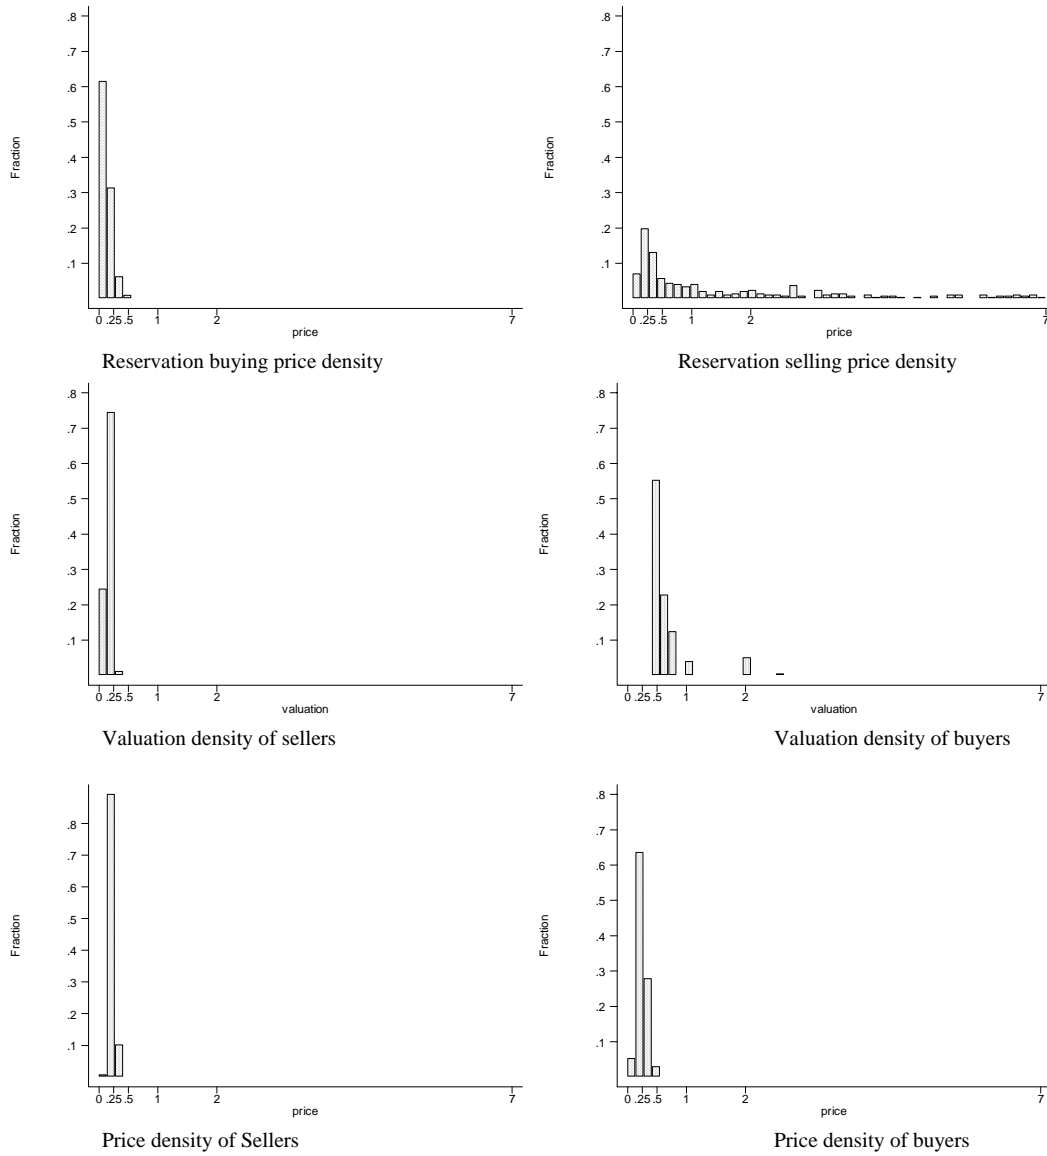 .8
.7
.6
.5
.4
.3
.2
.1
Fraction
0 .25 .5 1 2 7
price
Reservation buying price density
.8
.7
.6
.5
.4
.3
.2
.1
Fraction
0 .25 .5 1 2 7
price
Reservation selling price density
.8
.7
.6
.5
.4
.3
.2
.1
Fraction
0 .25 .5 1 2 7
valuation
Valuation density of sellers
.8
.7
.6
.5
.4
.3
.2
.1
Fraction
0 .25 .5 1 2 7
valuation
Valuation density of buyers
.8
.7
.6
.5
.4
.3
.2
.1
Fraction
0 .25 .5 1 2 7
price
Price density of Sellers
.8
.7
.6
.5
.4
.3
.2
.1
Fraction
0 .25 .5 1 2 7
price
Price density of buyers